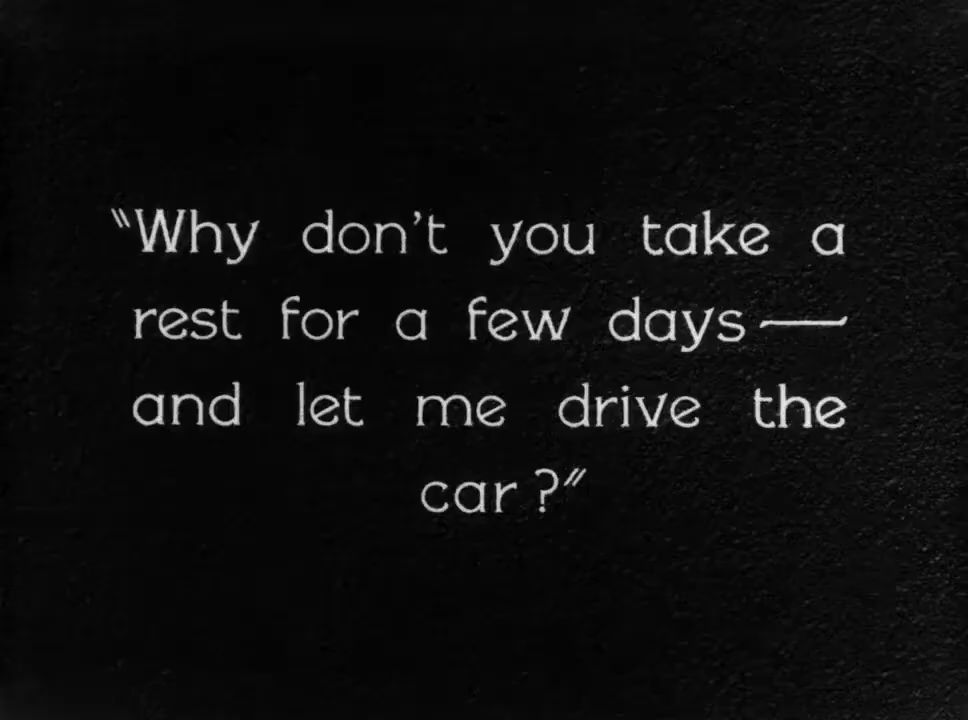 "Why don't you take a
rest for a few days—
and let me drive the
car?"